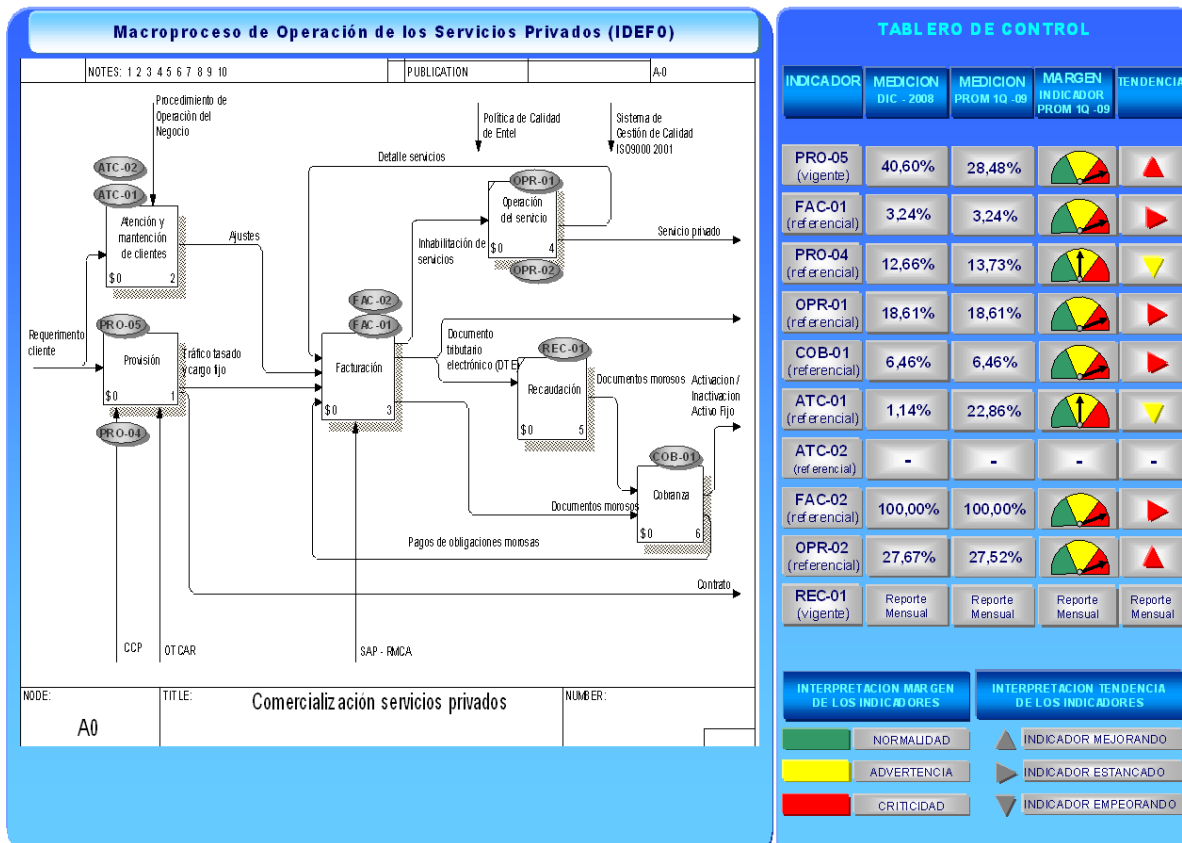 Macroproceso de Operación de los Servicios Privados (IDEF0)
NOTES: 1 2 3 4 5 6 7 8 9 10
PUBLICATION
A-0
Procedimiento de
Operación del
Negocio
Política de Calidad
de Entel
Sistema de
Gestión de Calidad
ISO9000 2001
Detalle servicios
ATC-02
ATC-01
Atención y
mantención
de clientes
$0 2
Ajustes
OPR-01
Operación
del servicio
$0 4
OPR-02
Inhabilitación de
servicios
Servicio privado
Requerimento
cliente
PRO-05
Provisión
$0 1
PRO-04
Tráfico tasado
cargo fijo
FAC-02
FAC-01
Facturación
$0 3
Documento
tributario
electrónico (DTE)
REC-01
Recaudación
$0 5
Documentos morosos
Activacion /
Inactivacion
Activo Fijo
COB-01
Cobranza
$0 6
Documentos morosos
Pagos de obligaciones morosas
Contrato
CCP
OTCAR
SAP - RMCA
NODE:
A0
TITLE:
Comercialización servicios privados
NUMBER:
TABLERO DE CONTROL
INDICADOR
MEDICION
DIC - 2008
MEDICION
PROM 1Q -09
MARGEN
INDICADOR
PROM 1Q -09
TENDENCIA
PRO-05
(vigente)
40,60%
28,48%
FAC-01
(referencial)
3,24%
3,24%
PRO-04
(referencial)
12,66%
13,73%
OPR-01
(referencial)
18,61%
18,61%
COB-01
(referencial)
6,46%
6,46%
ATC-01
(referencial)
1,14%
22,86%
ATC-02
(referencial)
- - - -
FAC-02
(referencial)
100,00%
100,00%
OPR-02
(referencial)
27,67%
27,52%
REC-01
(vigente)
Reporte
Mensual
Reporte
Mensual
Reporte
Mensual
Reporte
Mensual
INTERPRETACION MARGEN
DE LOS INDICADORES
NORMALIDAD
ADVERTENCIA
CRITICIDAD
INTERPRETACION TENDENCIA
DE LOS INDICADORES
INDICADOR MEJORANDO
INDICADOR ESTANCADO
INDICADOR EMPEORANDO